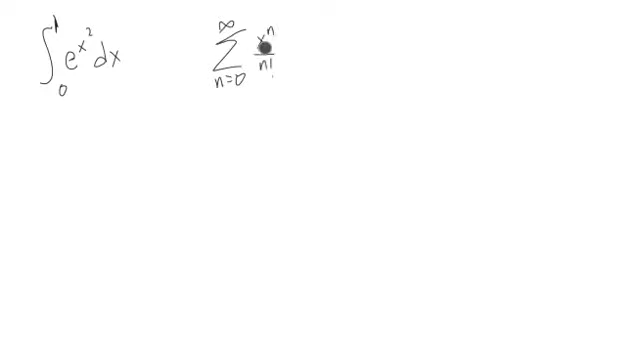 ∫₀¹ e^{x²} dx   ∑_{n=0}^{∞} xⁿ/n!